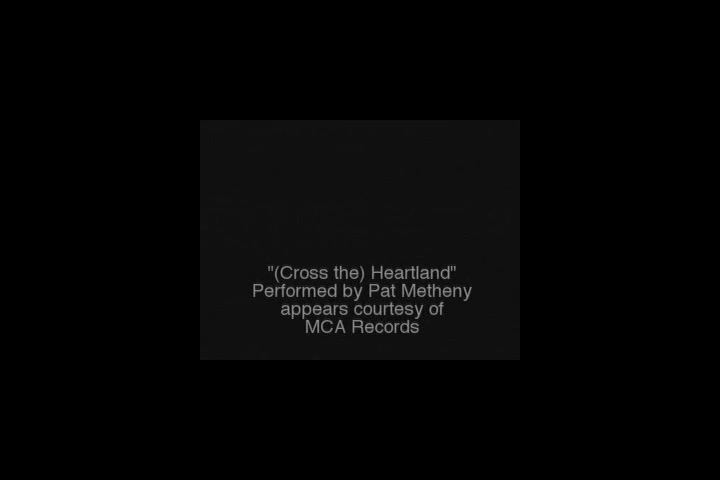 "(Cross the) Heartland"
Performed by Pat Metheny
appears courtesy of
MCA Records